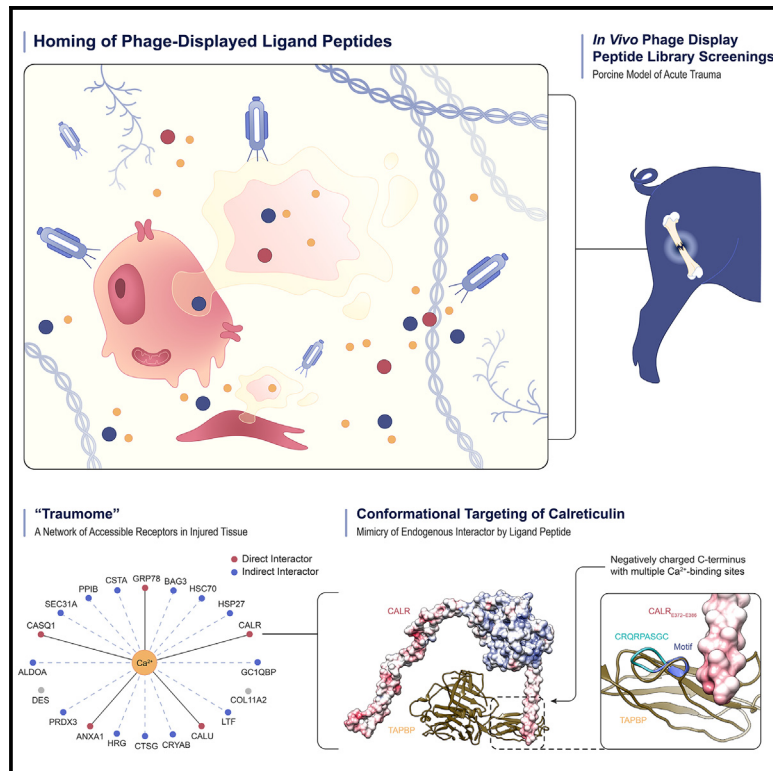 Homing of Phage-Displayed Ligand Peptides
In Vivo Phage Display
Peptide Library Screenings
Porcine Model of Acute Trauma
"Traumome"
A Network of Accessible Receptors in Injured Tissue
Direct Interactor
Indirect Interactor
GRP78
CSTA
BAG3
PPIB
HSC70
SEC31A
HSP27
CASQ1
CALR
Ca²⁺
ALDOA
GC1QBP
DES
COL11A2
PRDX3
LTF
ANXA1
CALU
HRG
CRYAB
CTSG
Conformational Targeting of Calreticulin
Mimicry of Endogenous Interactor by Ligand Peptide
Negatively charged C-terminus
with multiple Ca²⁺-binding sites
CALR
TAPBP
CALR E372–E386
CRQRPASGC
Motif
TAPBP